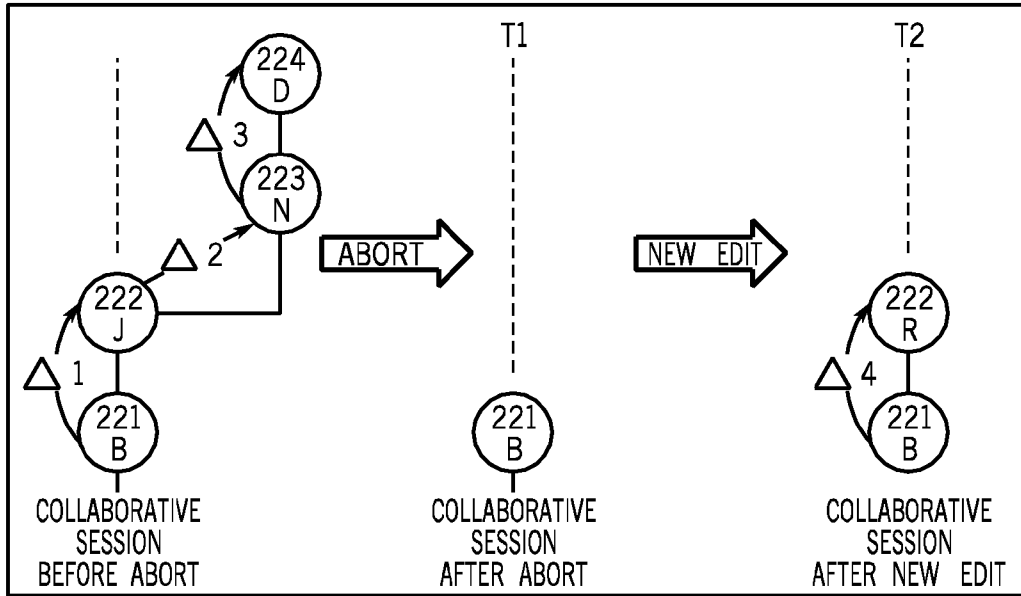 T1
T2
224
D
△ 3
223
N
△ 2
ABORT
NEW EDIT
222
J
222
R
△ 1
△ 4
221
B
221
B
221
B
COLLABORATIVE
SESSION
BEFORE ABORT
COLLABORATIVE
SESSION
AFTER ABORT
COLLABORATIVE
SESSION
AFTER NEW EDIT